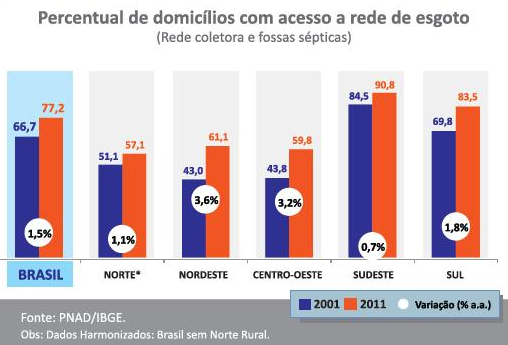 Percentual de domicílios com acesso a rede de esgoto
(Rede coletora e fossas sépticas)
66,7 77,2 51,1 57,1 43,0 61,1 43,8 59,8 84,5 90,8 69,8 83,5
1,5% 1,1% 3,6% 3,2% 0,7% 1,8%
BRASIL NORTE* NORDESTE CENTRO-OESTE SUDESTE SUL
2001 2011 Variação (% a.a.)
Fonte: PNAD/IBGE.
Obs: Dados Harmonizados: Brasil sem Norte Rural.